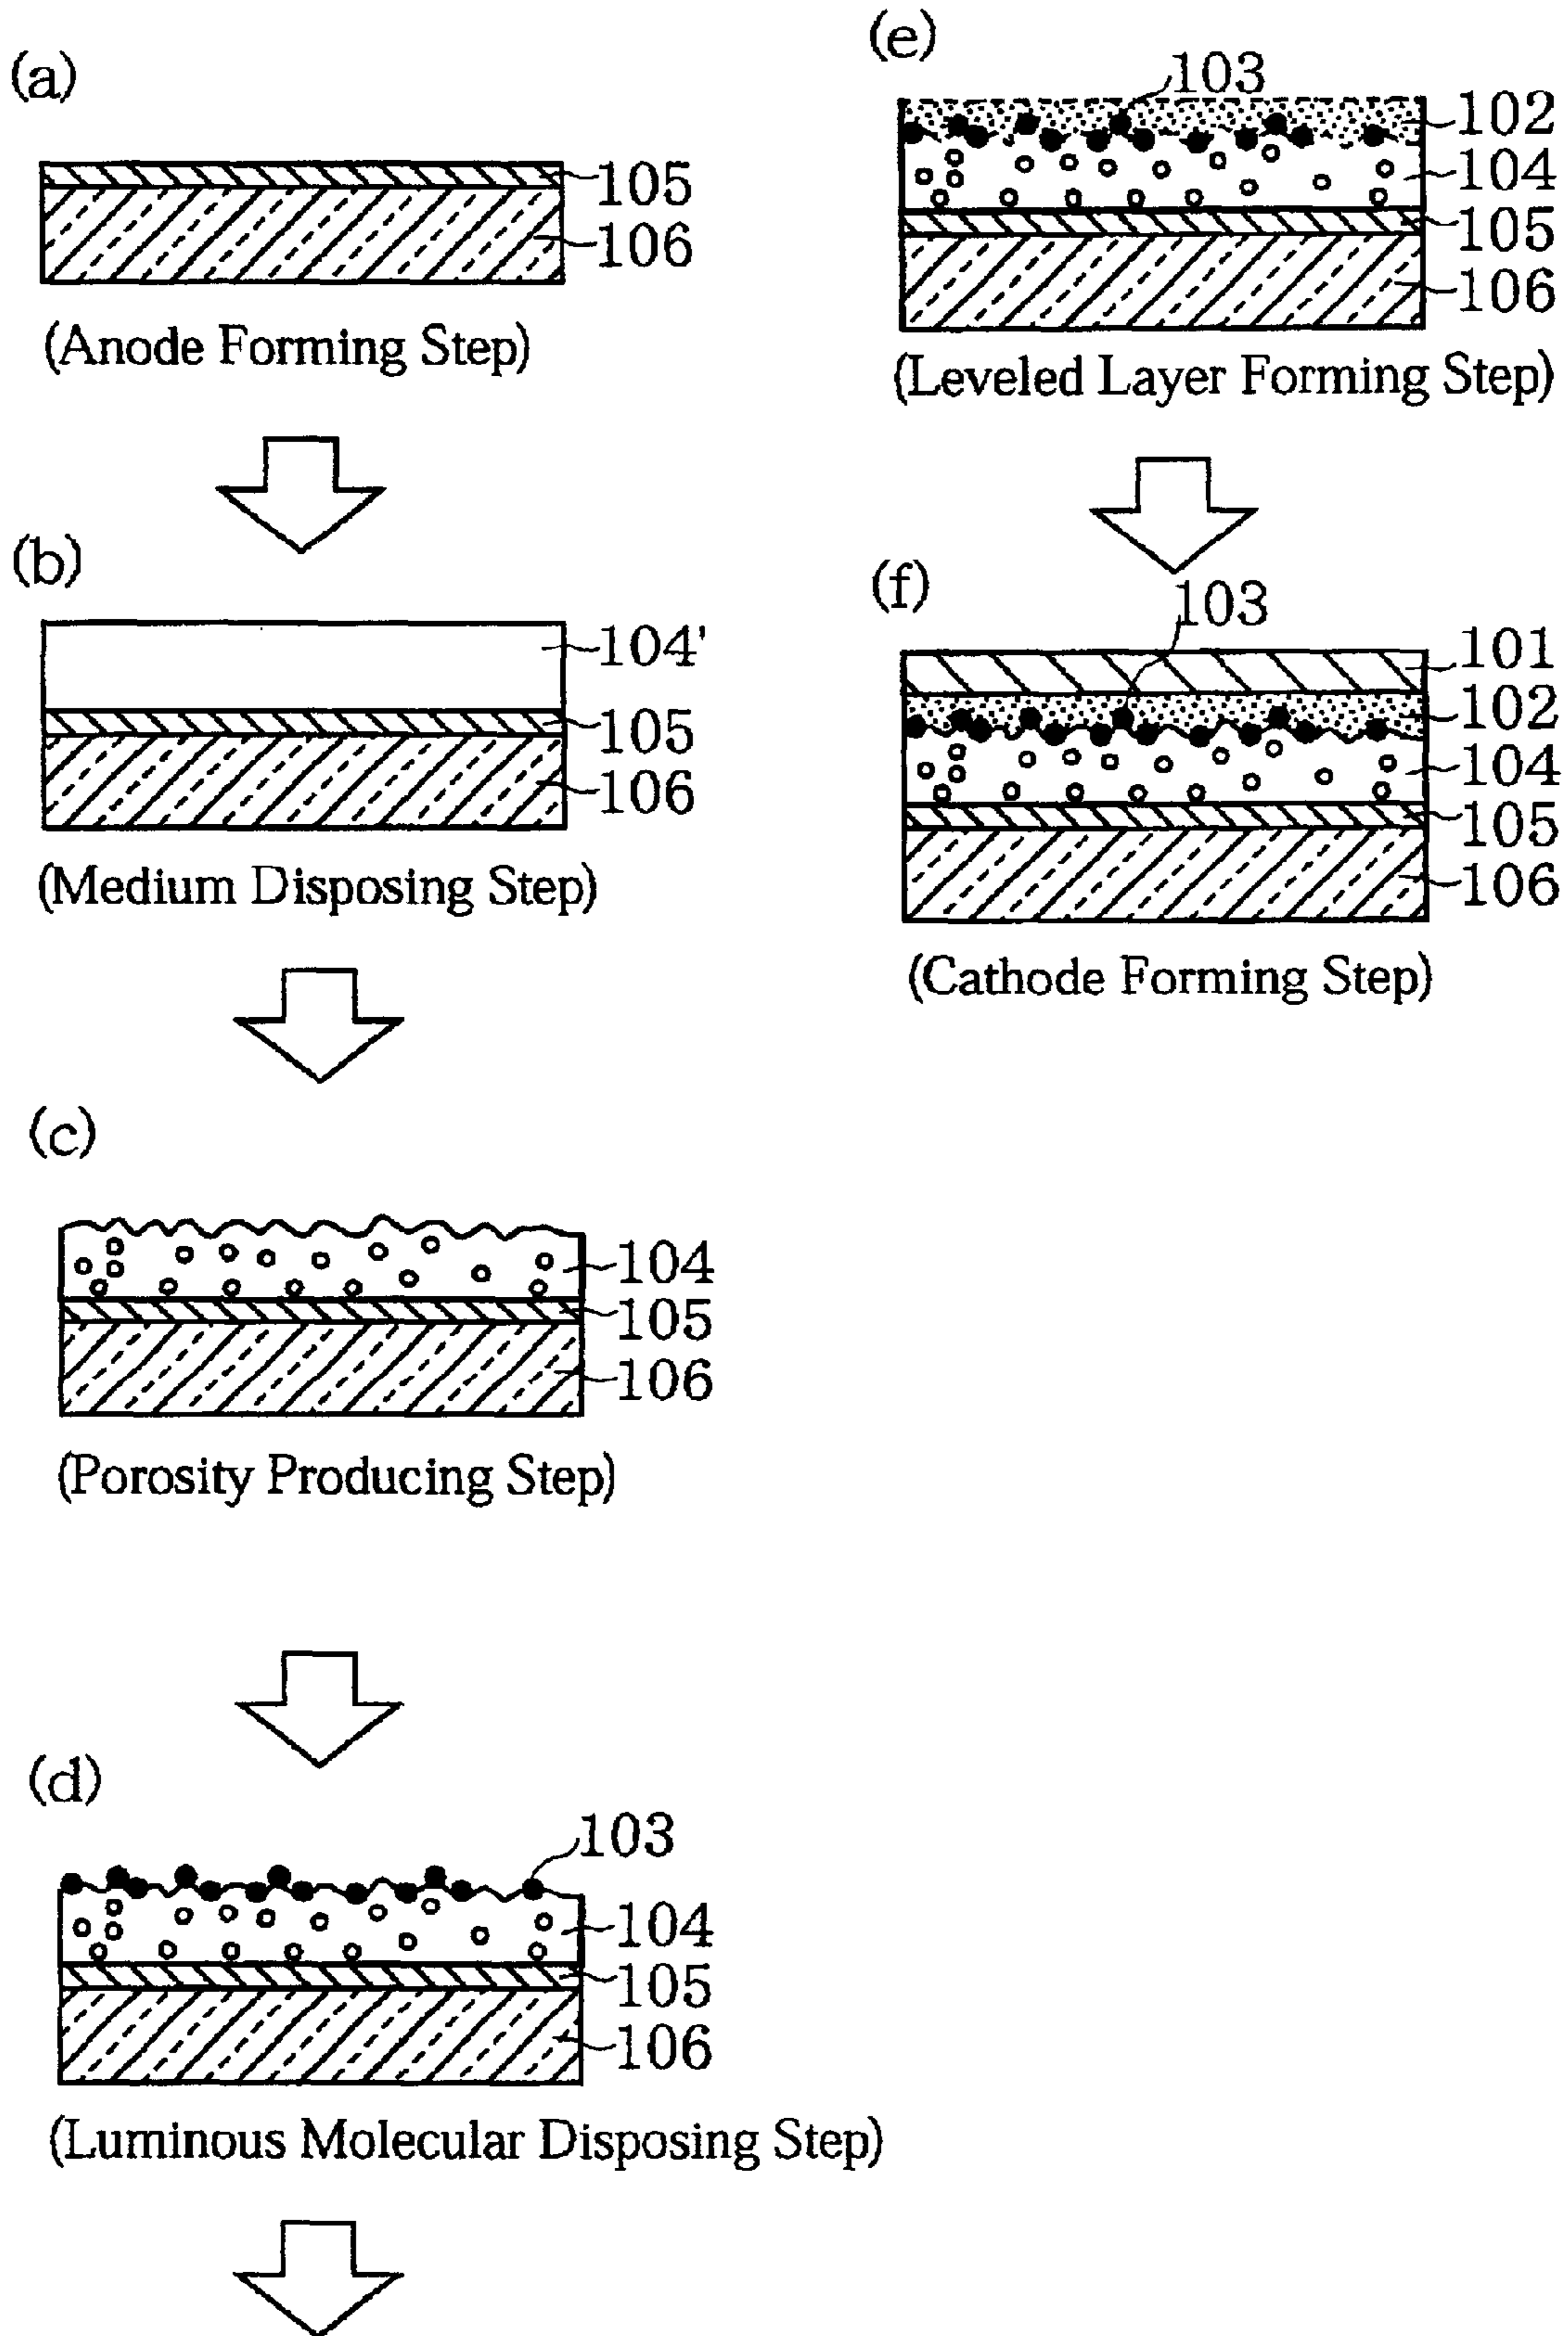 (a)
105
106
(Anode Forming Step)
(b)
104'
105
106
(Medium Disposing Step)
(c)
104
105
106
(Porosity Producing Step)
(d)
103
104
105
106
(Luminous Molecular Disposing Step)
(e)
103
102
104
105
106
(Leveled Layer Forming Step)
(f)
103
101
102
104
105
106
(Cathode Forming Step)